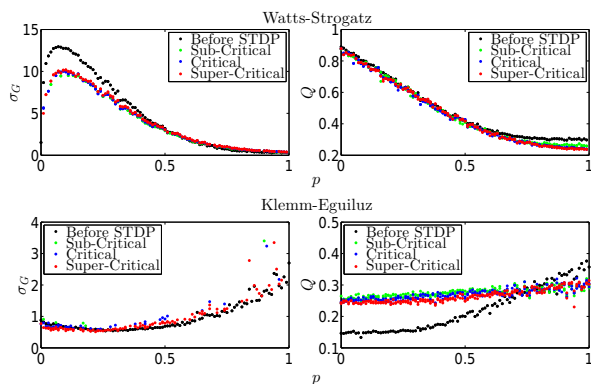 Watts-Strogatz
15
10
5
0
0
0.5
1
σG
p
Before STDP
Sub-Critical
Critical
Super-Critical
1
0.8
0.6
0.4
0.2
0
0.5
1
Q
p
Before STDP
Sub-Critical
Critical
Super-Critical
Klemm-Eguiluz
4
3
2
1
0
0
0.5
1
σG
p
Before STDP
Sub-Critical
Critical
Super-Critical
0.5
0.4
0.3
0.2
0.1
0
0.5
1
Q
p
Before STDP
Sub-Critical
Critical
Super-Critical